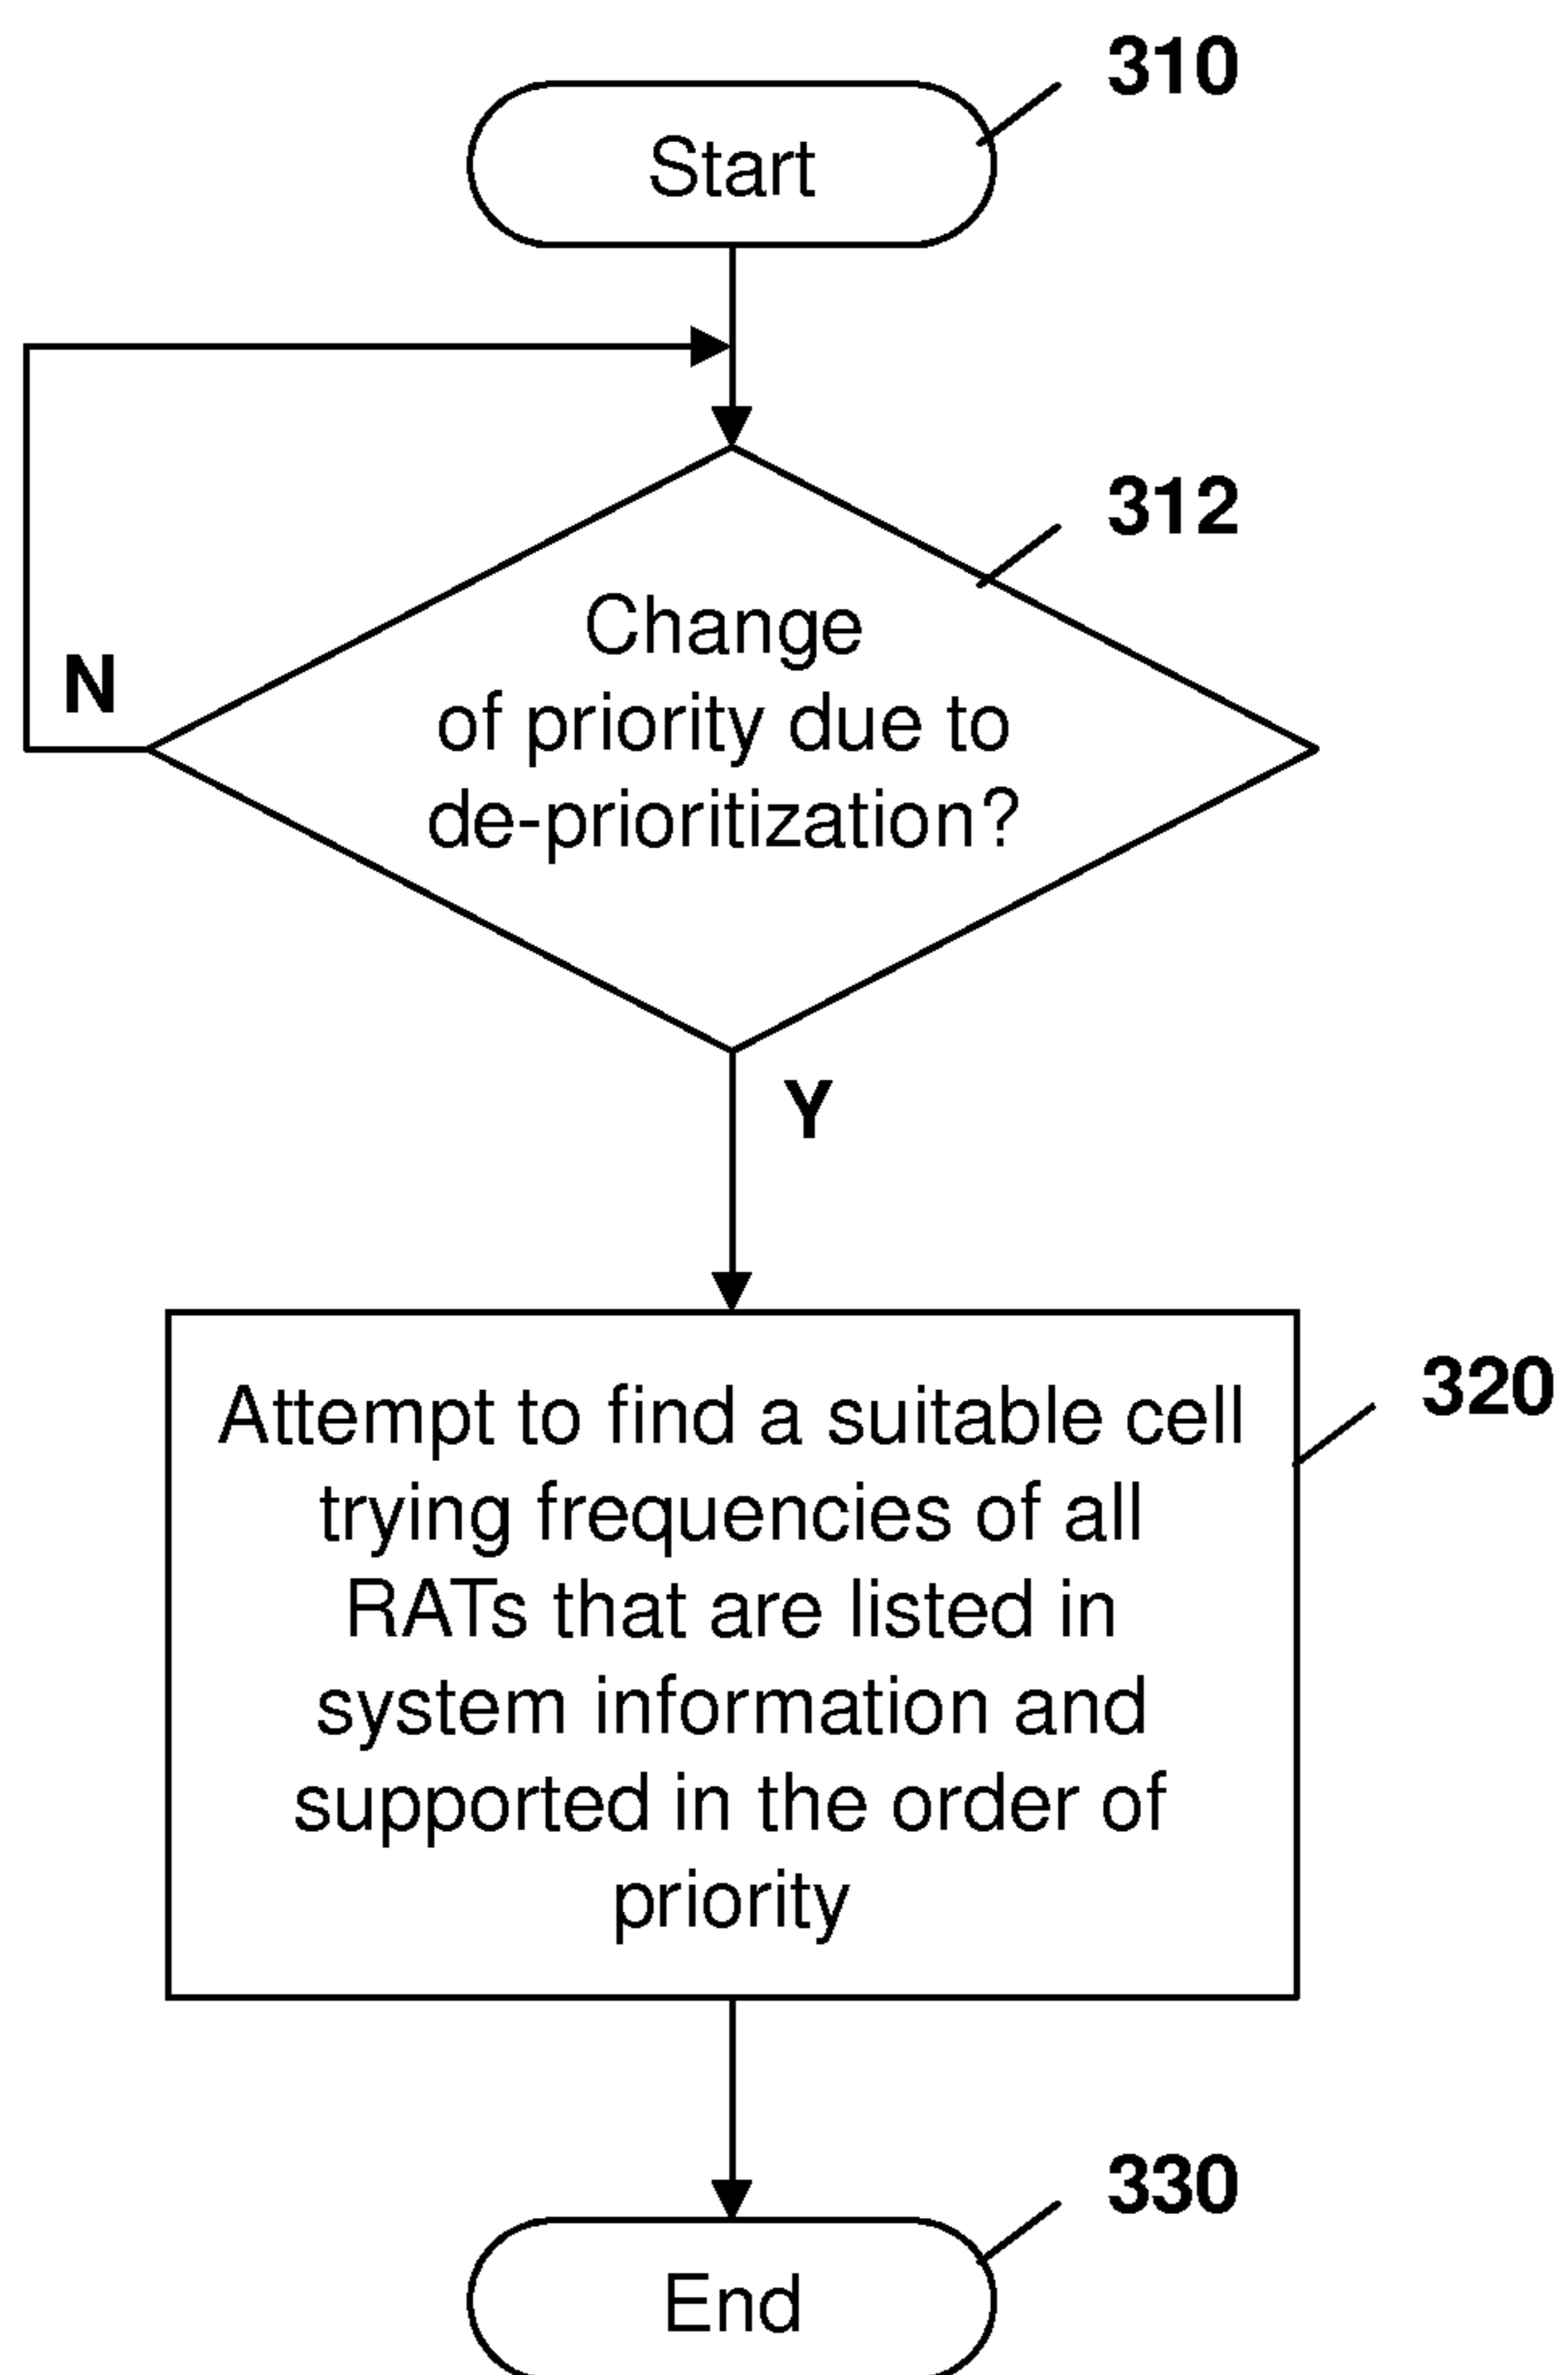 310
Start
312
Change
of priority due to
de-prioritization?
N
Y
320
Attempt to find a suitable cell
trying frequencies of all
RATs that are listed in
system information and
supported in the order of
priority
330
End